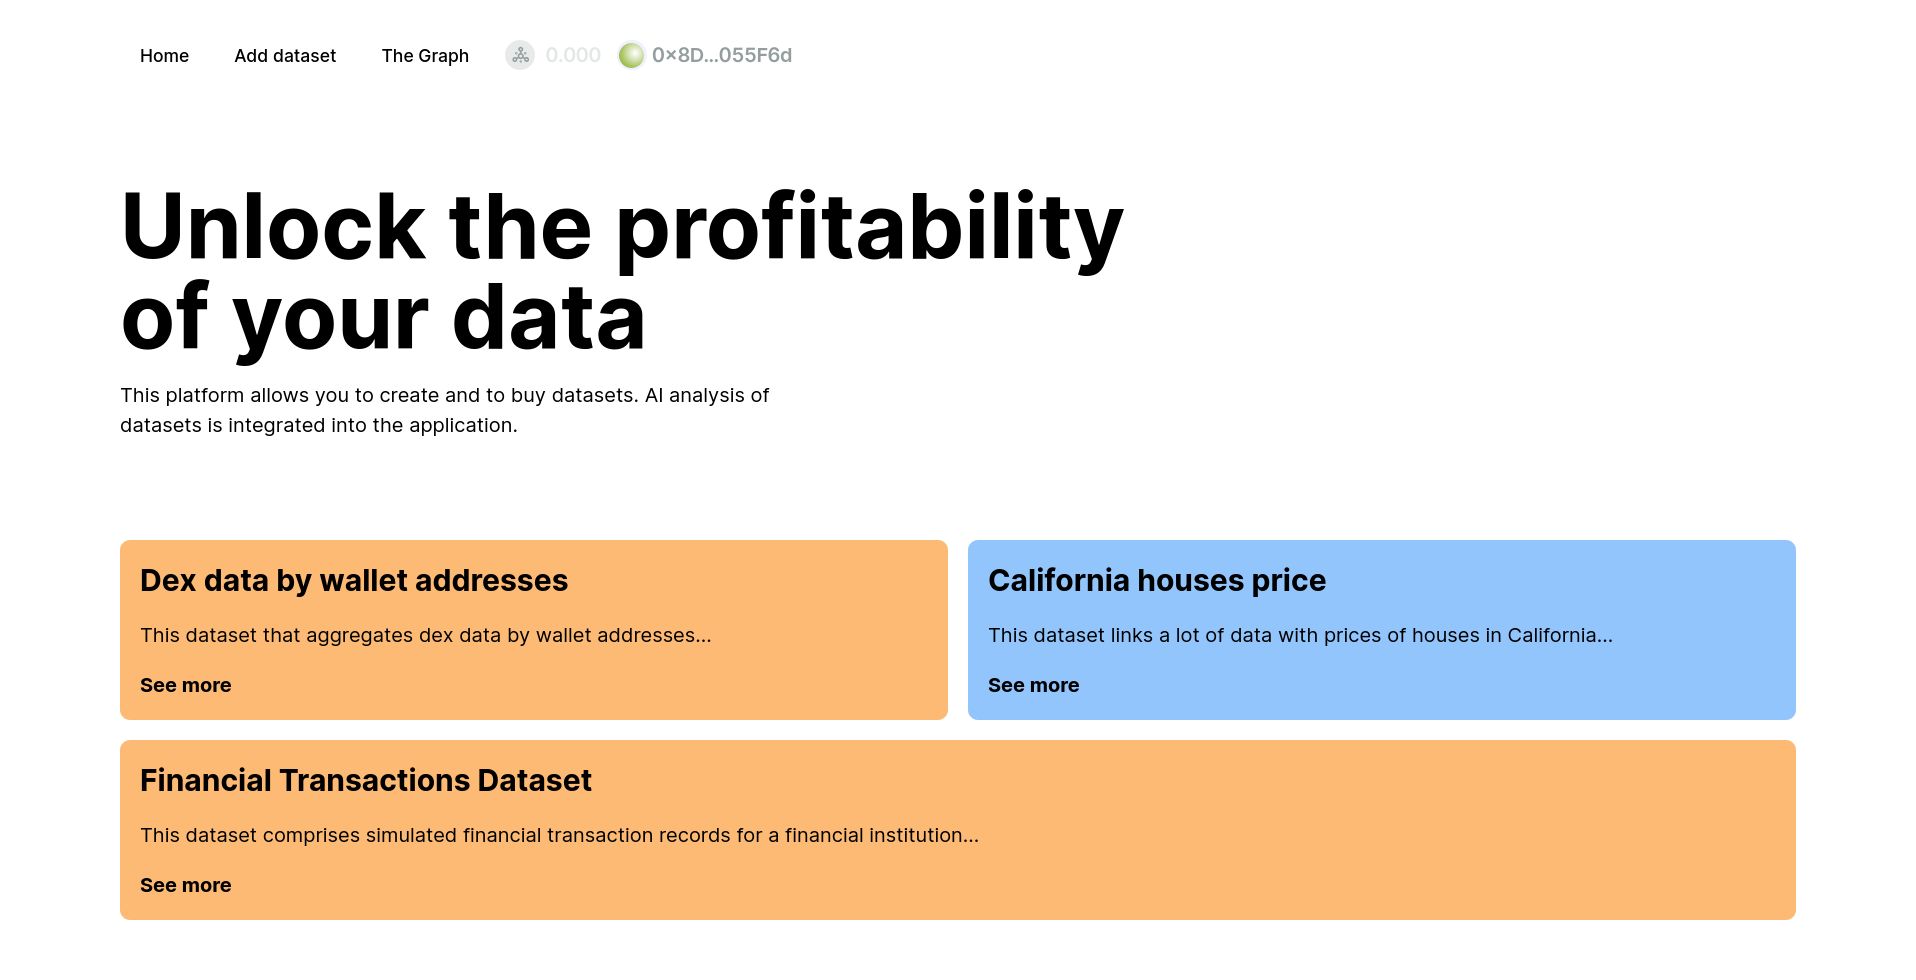 Home Add dataset The Graph 0.000 0×8D...055F6d
Unlock the profitability
of your data
This platform allows you to create and to buy datasets. AI analysis of
datasets is integrated into the application.
Dex data by wallet addresses
This dataset that aggregates dex data by wallet addresses...
See more
California houses price
This dataset links a lot of data with prices of houses in California...
See more
Financial Transactions Dataset
This dataset comprises simulated financial transaction records for a financial institution...
See more